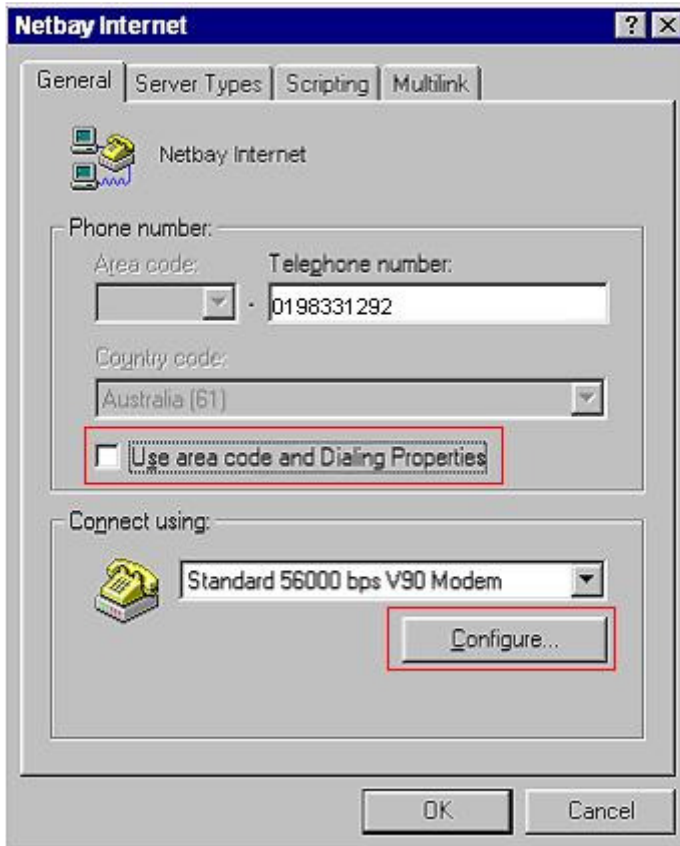 Netbay Internet
General Server Types Scripting Multilink
Netbay Internet
Phone number:
Area code: Telephone number:
- 0198331292
Country code:
Australia (61)
Use area code and Dialing Properties
Connect using:
Standard 56000 bps V90 Modem
Configure...
OK Cancel